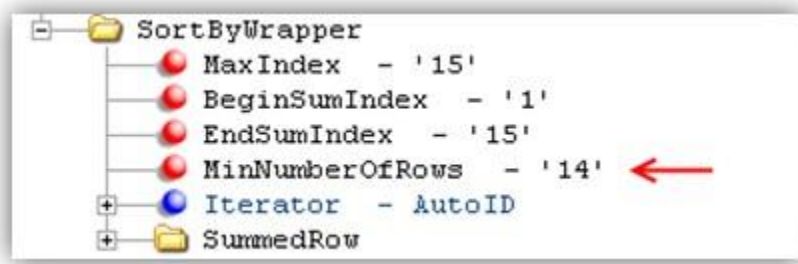 SortByWrapper
MaxIndex - '15'
BeginSumIndex - '1'
EndSumIndex - '15'
MinNumberOfRows - '14'
Iterator - AutoID
SummedRow